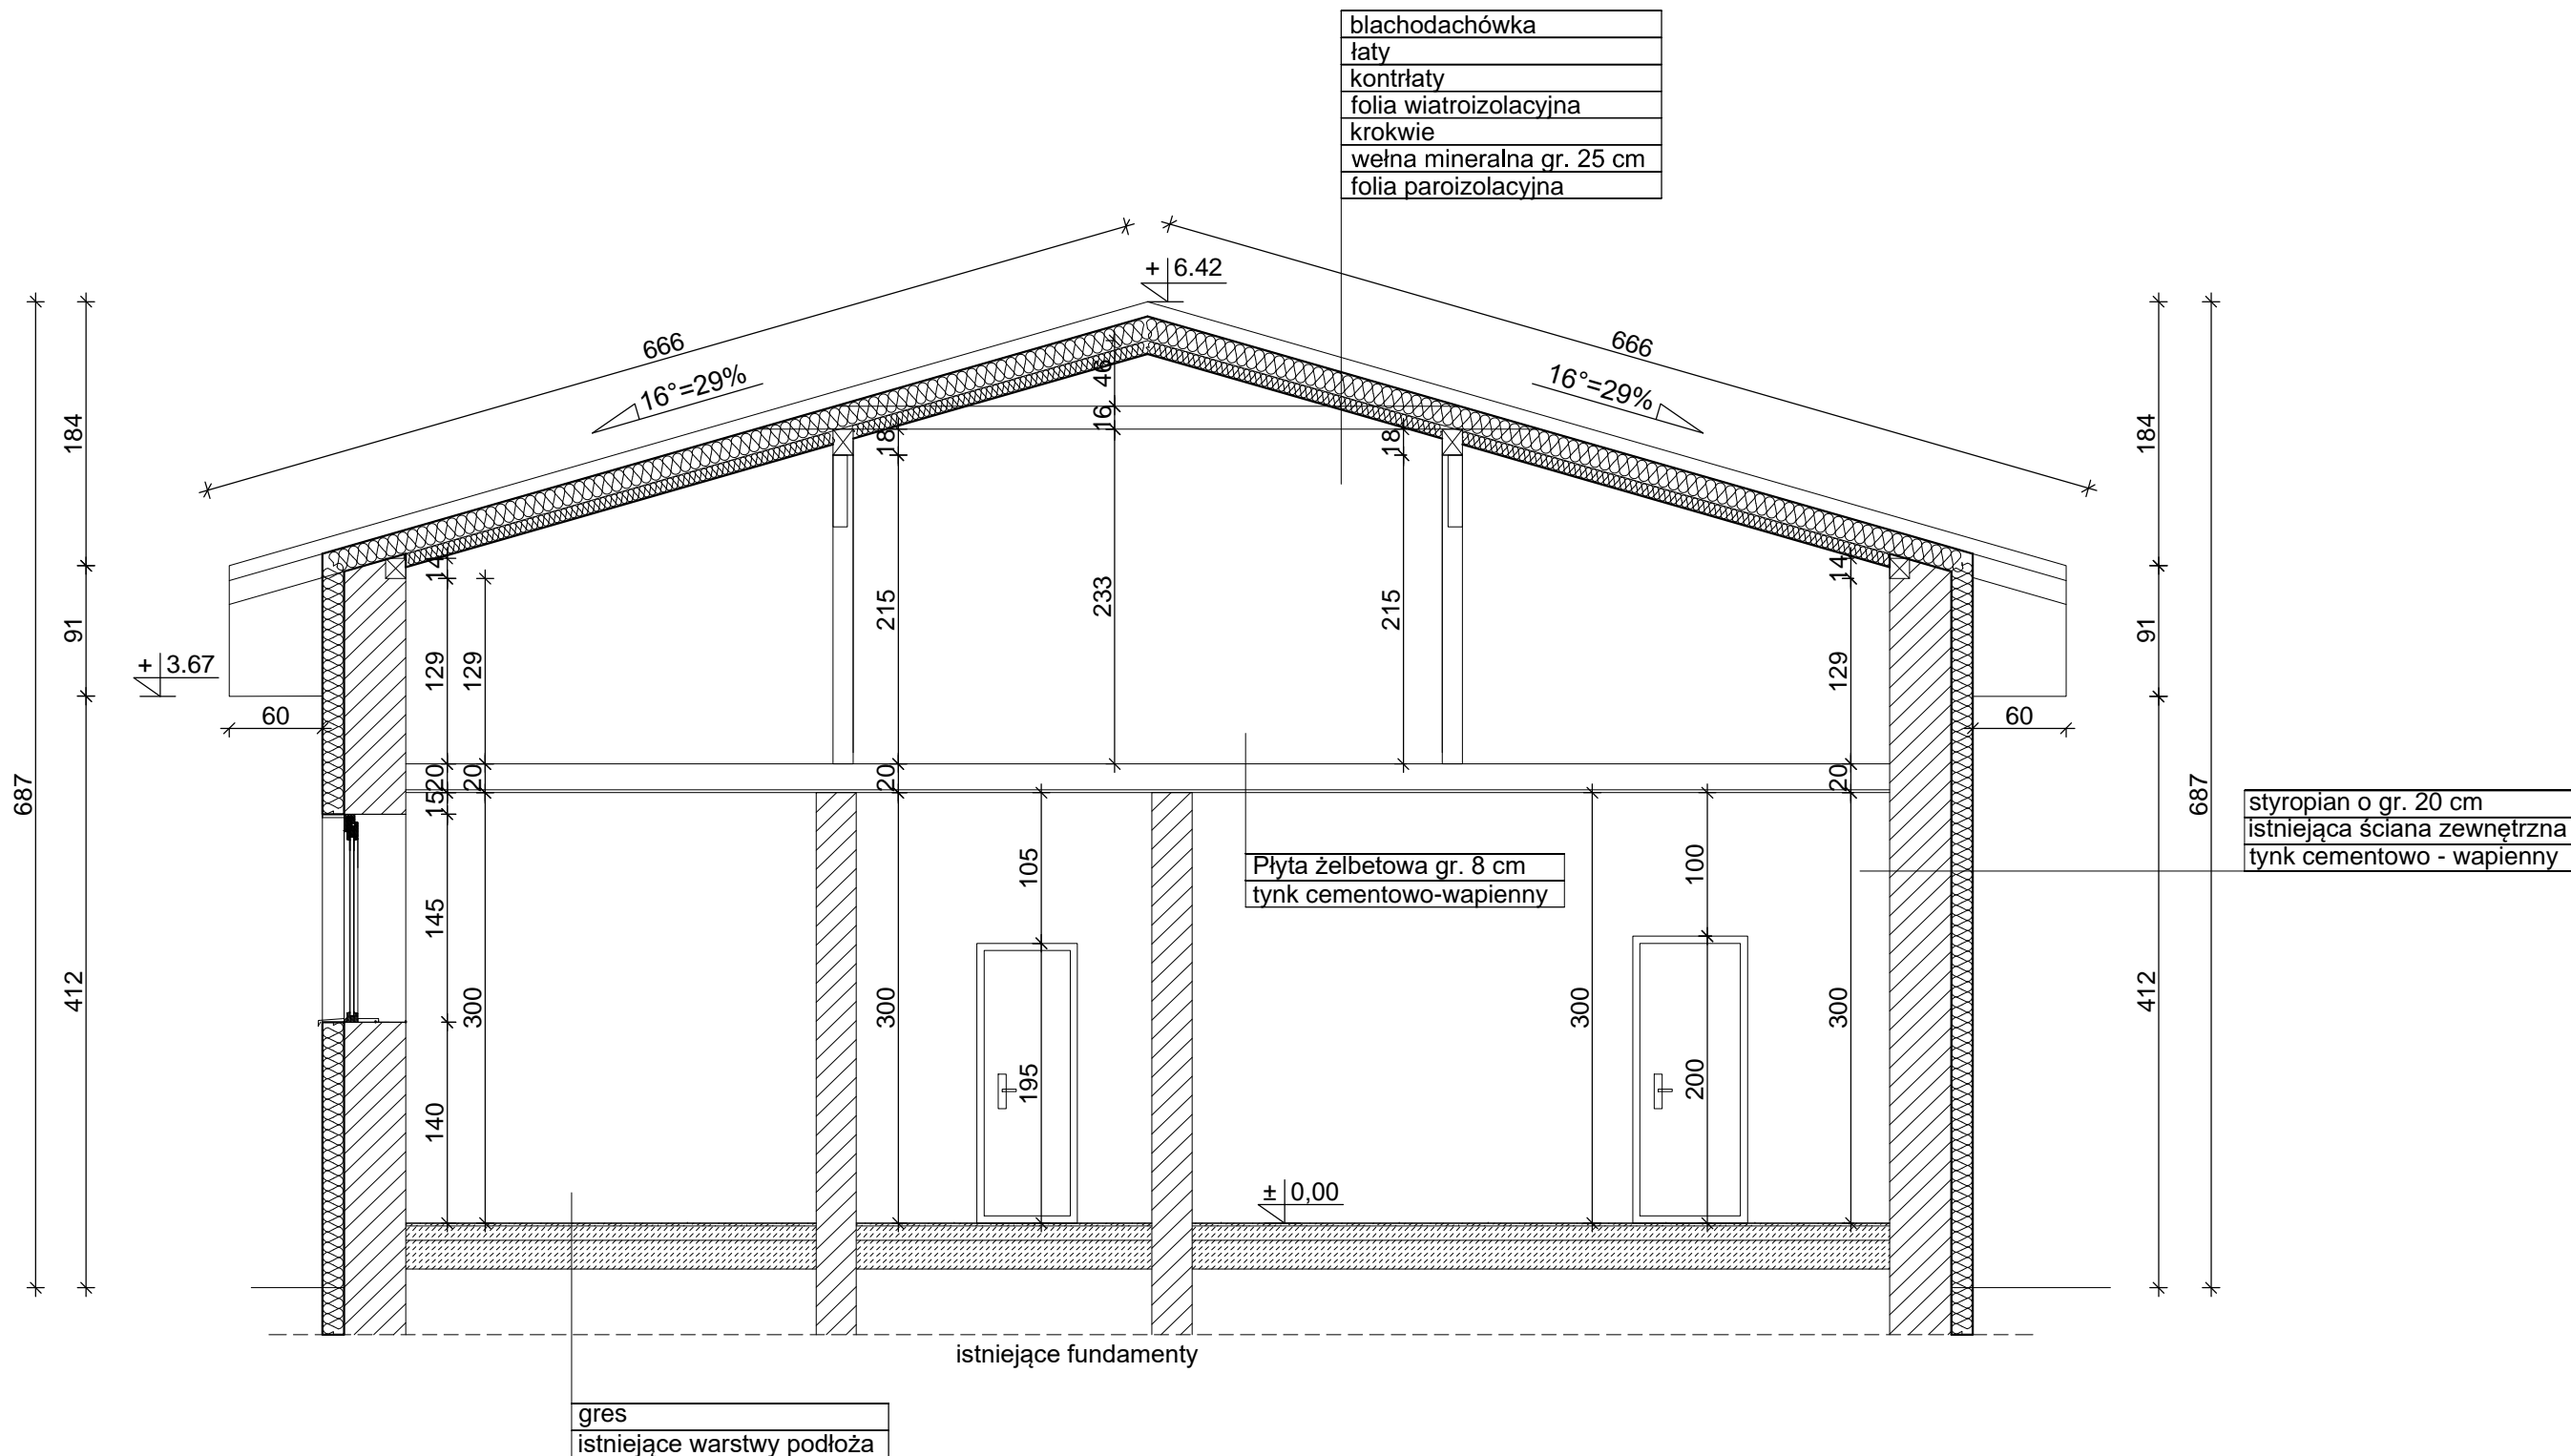 blachodachówka
łaty
kontrłaty
folia wiatroizolacyjna
krokwie
wełna mineralna gr. 25 cm
folia paroizolacyjna
+ 6.42
666
666
16°=29%
16°=29%
46
16
18
18
184
184
14
14
91
91
215
233
215
129
129
129
+ 3.67
60
60
20
20
20
20
15
687
687
styropian o gr. 20 cm
istniejąca ściana zewnętrzna
tynk cementowo - wapienny
Płyta żelbetowa gr. 8 cm
tynk cementowo-wapienny
105
100
145
412
300
300
300
300
412
195
200
140
± 0,00
istniejące fundamenty
gres
istniejące warstwy podłoża